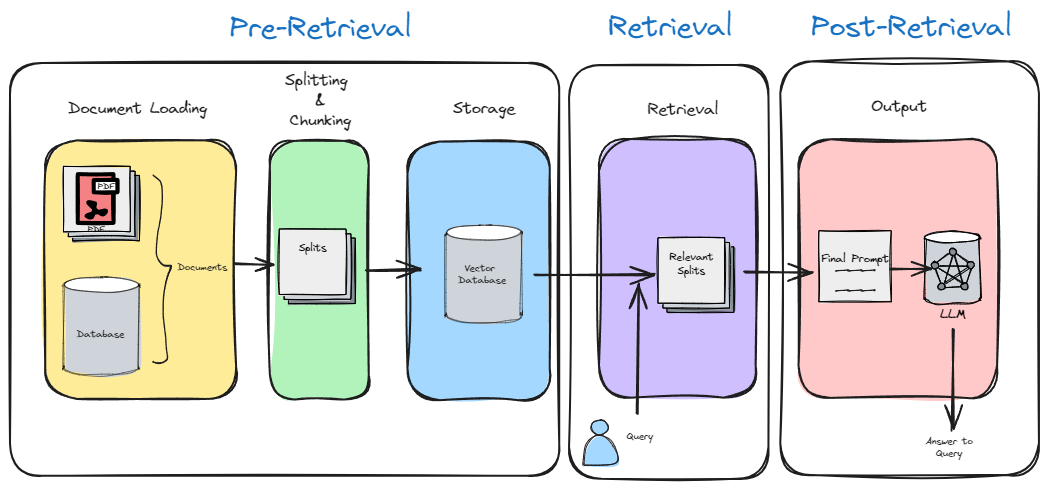 Pre-Retrieval
Retrieval
Post-Retrieval
Document Loading
Splitting
&
Chunking
Storage
Retrieval
Output
PDF
PDF
Documents
Database
Splits
Vector
Database
Relevant
Splits
Final Prompt
LLM
Query
Answer to
Query